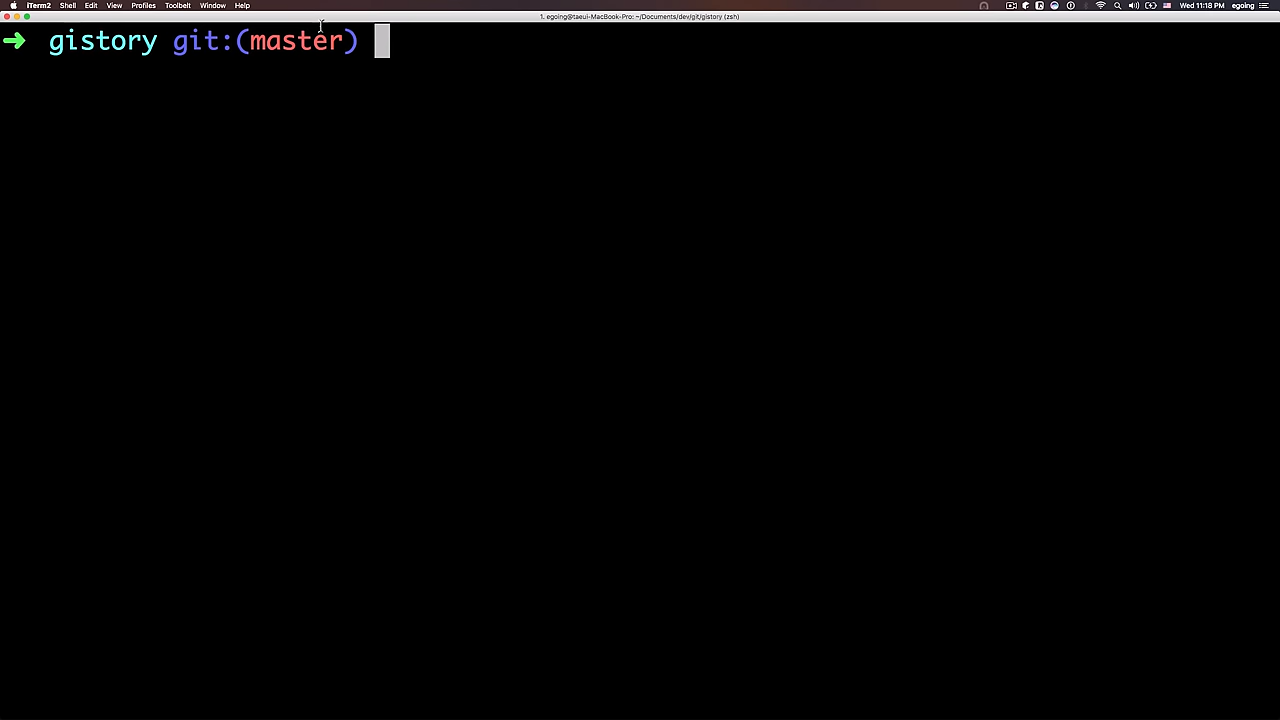 iTerm2 Shell Edit View Profiles Toolbelt Window Help Wed 11:18 PM egoing
1. egoing@taeui-MacBook-Pro: ~/Documents/dev/git/gistory (zsh)
➜ gistory git:(master)